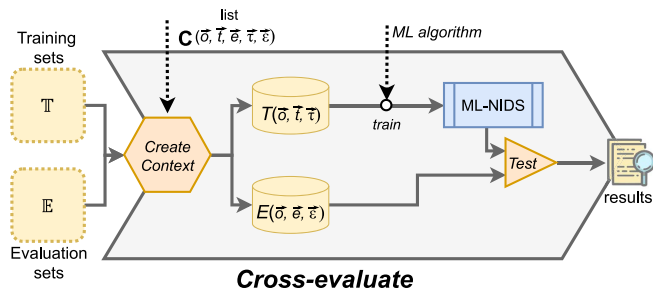 Training
sets
𝕋
𝔼
Evaluation
sets
list
C (o⃗, t⃗, e⃗, τ⃗, ε⃗)
Create
Context
T(o⃗, t⃗, τ⃗)
E(o⃗, e⃗, ε⃗)
ML algorithm
train
ML-NIDS
Test
results
Cross-evaluate